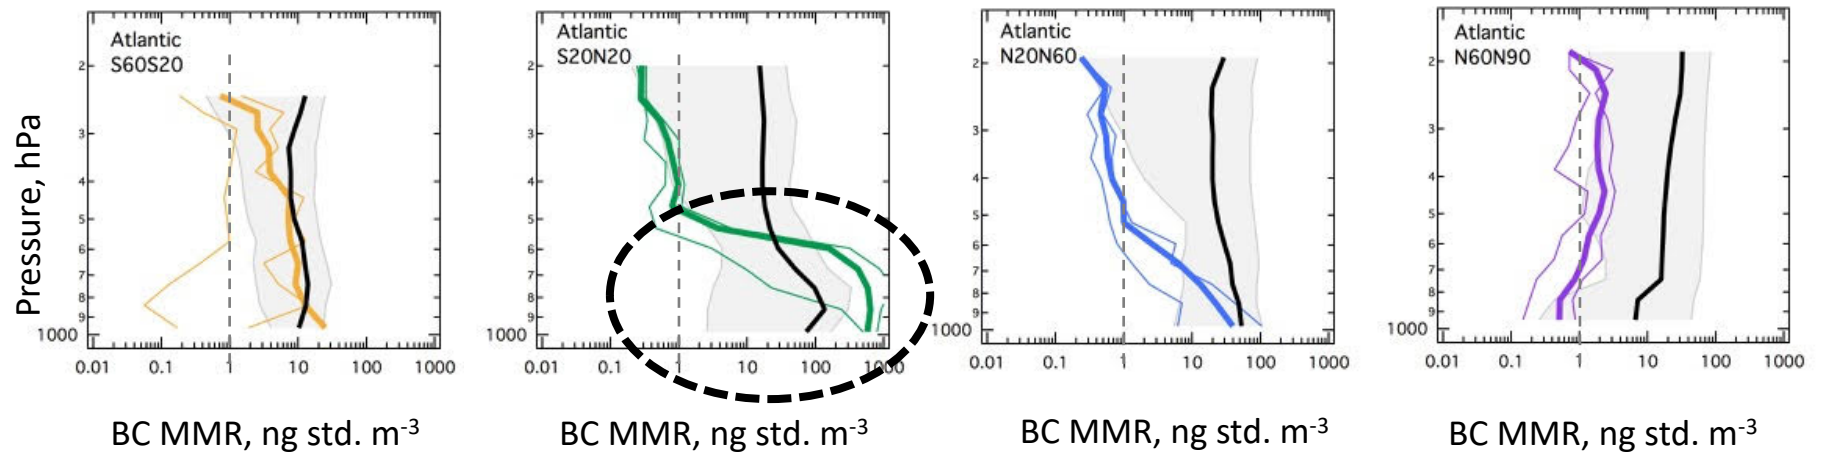 Pressure, hPa
Atlantic
S60S20
2
3
4
5
6
7
8
9
1000
0.01 0.1 1 10 100 1000
BC MMR, ng std. m-3
Atlantic
S20N20
2
3
4
5
6
7
8
9
1000
0.01 0.1 1 10 100 1000
BC MMR, ng std. m-3
Atlantic
N20N60
2
3
4
5
6
7
8
9
1000
0.01 0.1 1 10 100 1000
BC MMR, ng std. m-3
Atlantic
N60N90
2
3
4
5
6
7
8
9
1000
0.01 0.1 1 10 100 1000
BC MMR, ng std. m-3